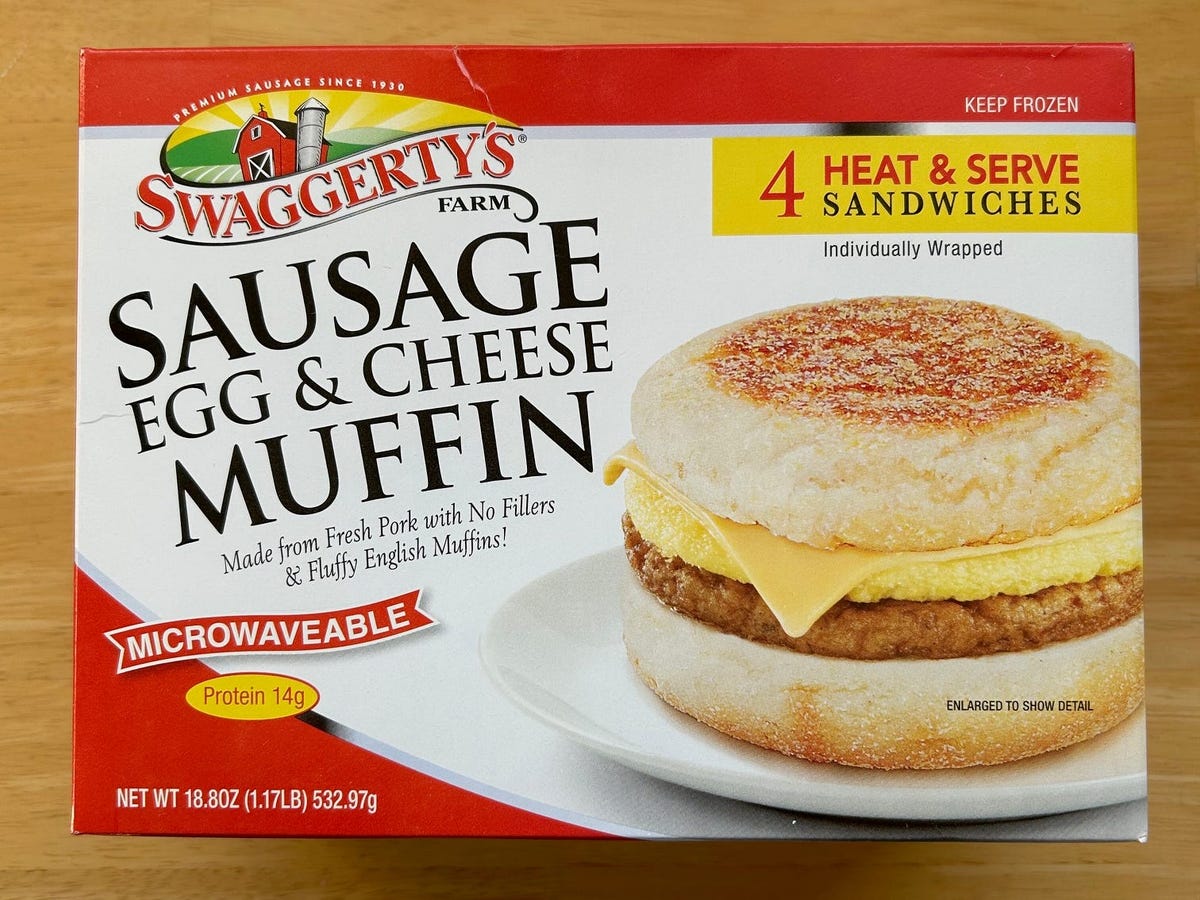 PREMIUM SAUSAGE SINCE 1930
SWAGGERTY'S®
FARM
KEEP FROZEN
4 HEAT & SERVE
SANDWICHES
Individually Wrapped
SAUSAGE
EGG & CHEESE
MUFFIN
Made from Fresh Pork with No Fillers
& Fluffy English Muffins!
MICROWAVEABLE
Protein 14g
ENLARGED TO SHOW DETAIL
NET WT 18.8OZ (1.17LB) 532.97g